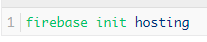 1 firebase init hosting